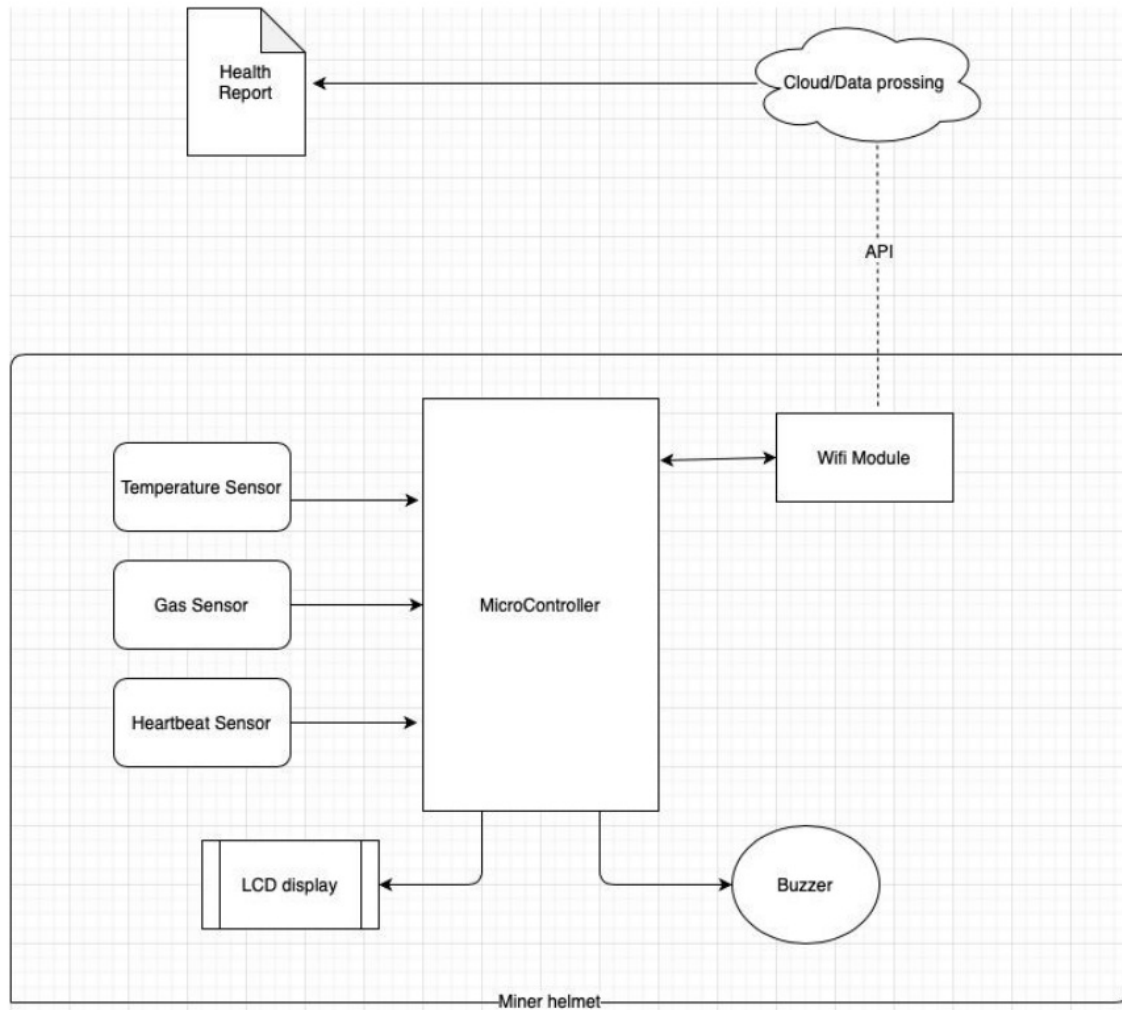 Health
Report
Cloud/Data prossing
API
Wifi Module
Temperature Sensor
Gas Sensor
MicroController
Heartbeat Sensor
LCD display
Buzzer
Miner helmet